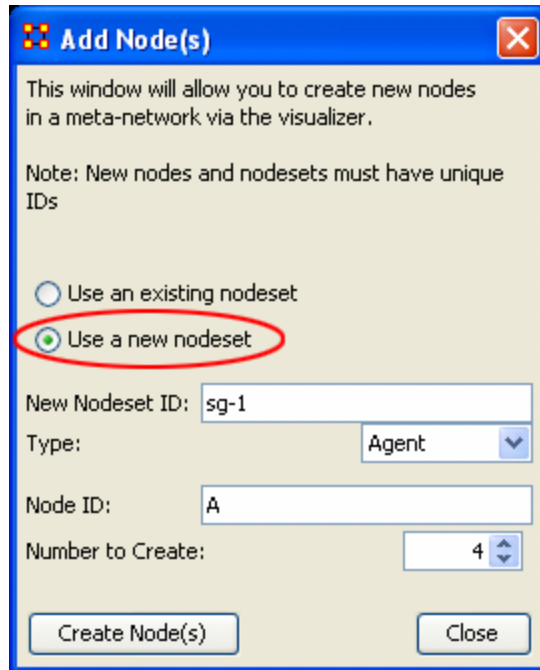 Add Node(s)
This window will allow you to create new nodes
in a meta-network via the visualizer.
Note: New nodes and nodesets must have unique
IDs
Use an existing nodeset
Use a new nodeset
New Nodeset ID: sg-1
Type: Agent
Node ID: A
Number to Create: 4
Create Node(s) Close